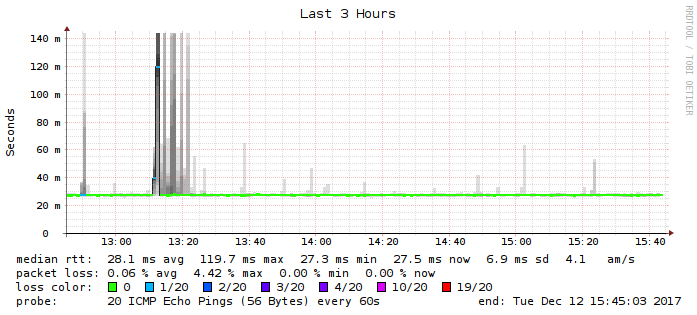 Last 3 Hours
RRDTOOL / TOBI OETIKER
Seconds
140 m
120 m
100 m
80 m
60 m
40 m
20 m
0
13:00 13:20 13:40 14:00 14:20 14:40 15:00 15:20 15:40
median rtt: 28.1 ms avg 119.7 ms max 27.3 ms min 27.5 ms now 6.9 ms sd 4.1 am/s
packet loss: 0.06 % avg 4.42 % max 0.00 % min 0.00 % now
loss color: 0 1/20 2/20 3/20 4/20 10/20 19/20
probe: 20 ICMP Echo Pings (56 Bytes) every 60s end: Tue Dec 12 15:45:03 2017